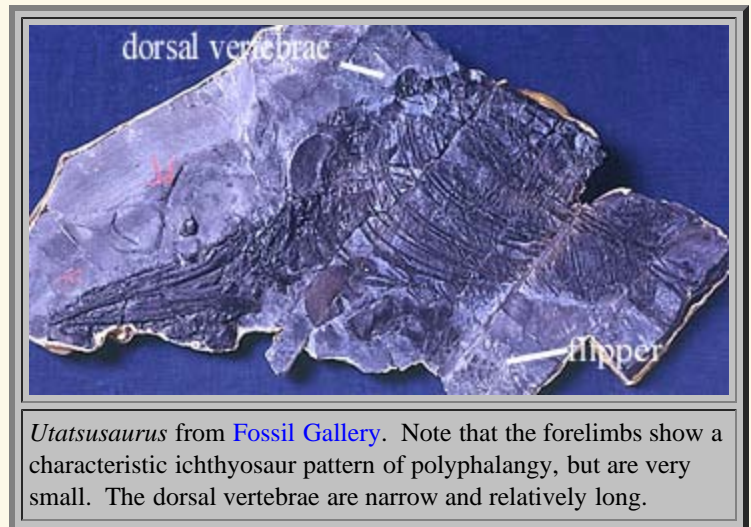 dorsal vertebrae
flipper
Utatsusaurus from Fossil Gallery.  Note that the forelimbs show a
characteristic ichthyosaur pattern of polyphalangy, but are very
small.  The dorsal vertebrae are narrow and relatively long.